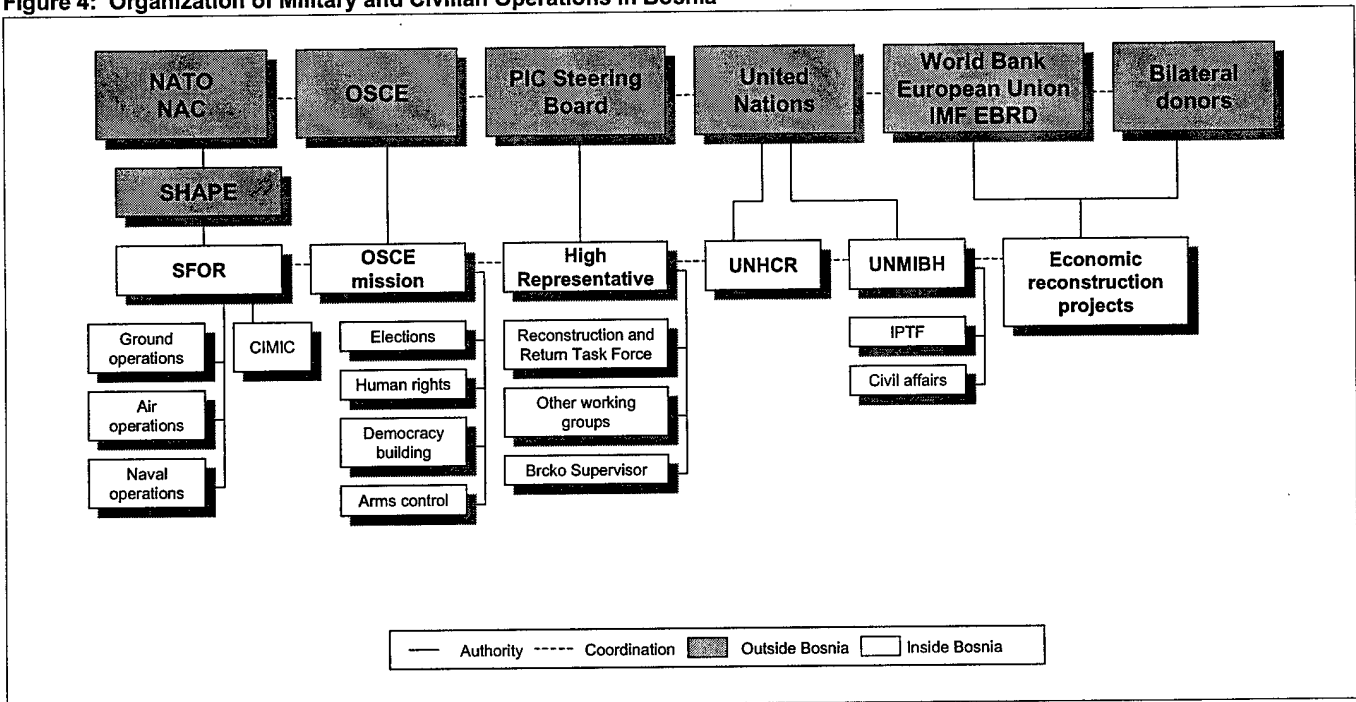 Figure 4: Organization of Military and Civilian Operations in Bosnia
NATO
NAC
OSCE
PIC Steering
Board
United
Nations
World Bank
European Union
IMF EBRD
Bilateral
donors
SHAPE
SFOR
OSCE
mission
High
Representative
UNHCR
UNMIBH
Economic
reconstruction
projects
Ground
operations
CIMIC
Air
operations
Naval
operations
Elections
Human rights
Democracy
building
Arms control
Reconstruction and
Return Task Force
Other working
groups
Brcko Supervisor
IPTF
Civil affairs
Authority
Coordination
Outside Bosnia
Inside Bosnia